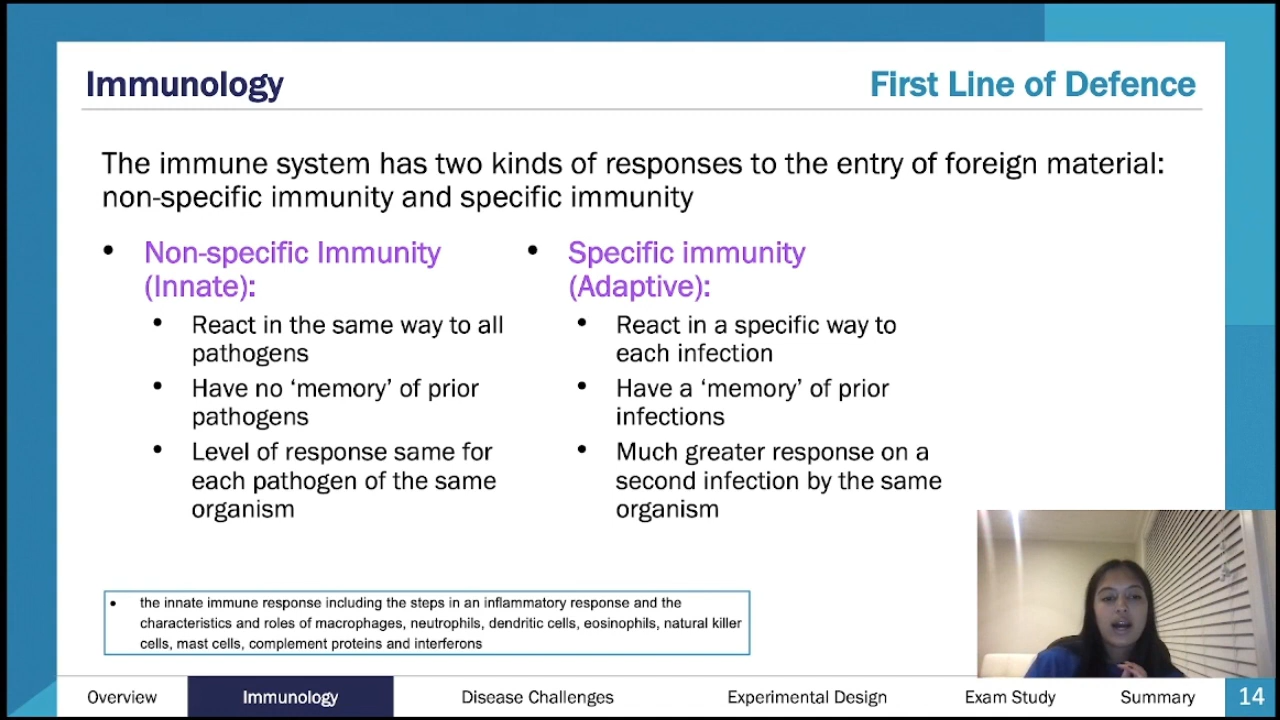 Immunology
First Line of Defence
The immune system has two kinds of responses to the entry of foreign material:
non-specific immunity and specific immunity
• Non-specific Immunity
(Innate):
• React in the same way to all
pathogens
• Have no ‘memory’ of prior
pathogens
• Level of response same for
each pathogen of the same
organism
• Specific immunity
(Adaptive):
• React in a specific way to
each infection
• Have a ‘memory’ of prior
infections
• Much greater response on a
second infection by the same
organism
• the innate immune response including the steps in an inflammatory response and the
characteristics and roles of macrophages, neutrophils, dendritic cells, eosinophils, natural killer
cells, mast cells, complement proteins and interferons
Overview
Immunology
Disease Challenges
Experimental Design
Exam Study
Summary
14